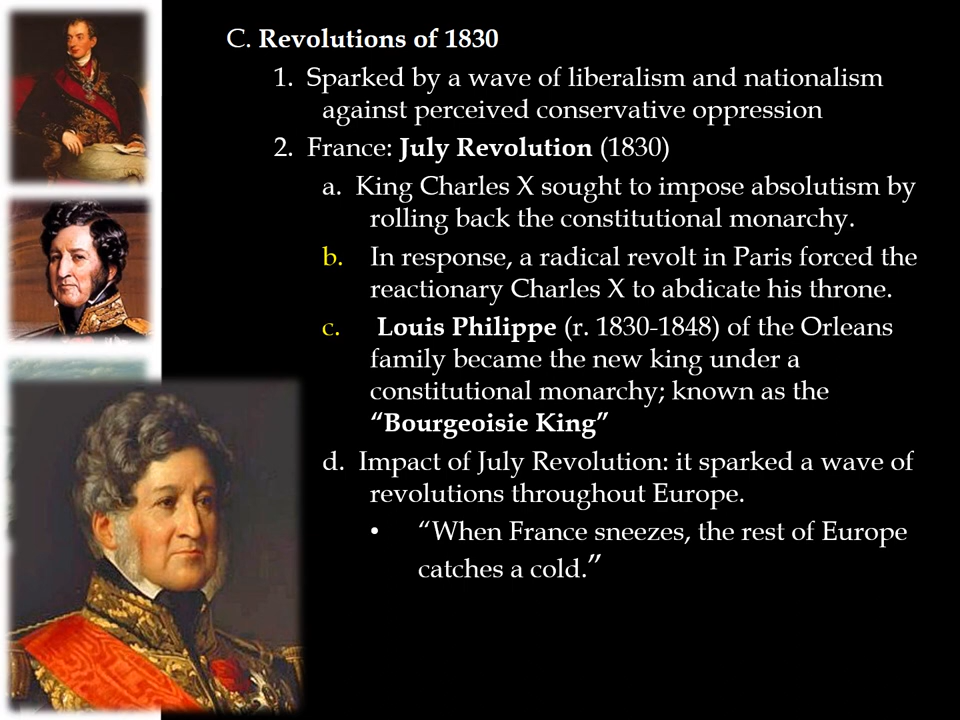 C. Revolutions of 1830
1. Sparked by a wave of liberalism and nationalism
against perceived conservative oppression
2. France: July Revolution (1830)
a. King Charles X sought to impose absolutism by
rolling back the constitutional monarchy.
b. In response, a radical revolt in Paris forced the
reactionary Charles X to abdicate his throne.
c. Louis Philippe (r. 1830-1848) of the Orleans
family became the new king under a
constitutional monarchy; known as the
“Bourgeoisie King”
d. Impact of July Revolution: it sparked a wave of
revolutions throughout Europe.
• “When France sneezes, the rest of Europe
catches a cold.”